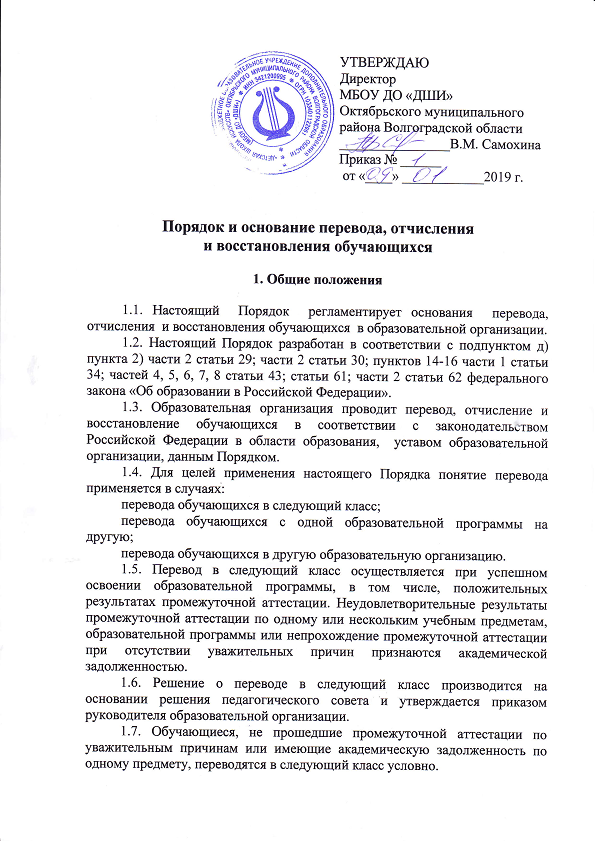 УТВЕРЖДАЮ
Директор
МБОУ ДО «ДШИ»
Октябрьского муниципального
района Волгоградской области
В.М. Самохина
Приказ № 1
от «09» 01 2019 г.
Порядок и основание перевода, отчисления
и восстановления обучающихся
1. Общие положения
1.1. Настоящий Порядок регламентирует основания перевода,
отчисления и восстановления обучающихся в образовательной организации.
1.2. Настоящий Порядок разработан в соответствии с подпунктом д)
пункта 2) части 2 статьи 29; части 2 статьи 30; пунктов 14-16 части 1 статьи
34; частей 4, 5, 6, 7, 8 статьи 43; статьи 61; части 2 статьи 62 федерального
закона «Об образовании в Российской Федерации».
1.3. Образовательная организация проводит перевод, отчисление и
восстановление обучающихся в соответствии с законодательством
Российской Федерации в области образования, уставом образовательной
организации, данным Порядком.
1.4. Для целей применения настоящего Порядка понятие перевода
применяется в случаях:
перевода обучающихся в следующий класс;
перевода обучающихся с одной образовательной программы на
другую;
перевода обучающихся в другую образовательную организацию.
1.5. Перевод в следующий класс осуществляется при успешном
освоении образовательной программы, в том числе, положительных
результатах промежуточной аттестации. Неудовлетворительные результаты
промежуточной аттестации по одному или нескольким учебным предметам,
образовательной программы или непрохождение промежуточной аттестации
при отсутствии уважительных причин признаются академической
задолженностью.
1.6. Решение о переводе в следующий класс производится на
основании решения педагогического совета и утверждается приказом
руководителя образовательной организации.
1.7. Обучающиеся, не прошедшие промежуточной аттестации по
уважительным причинам или имеющие академическую задолженность по
одному предмету, переводятся в следующий класс условно.